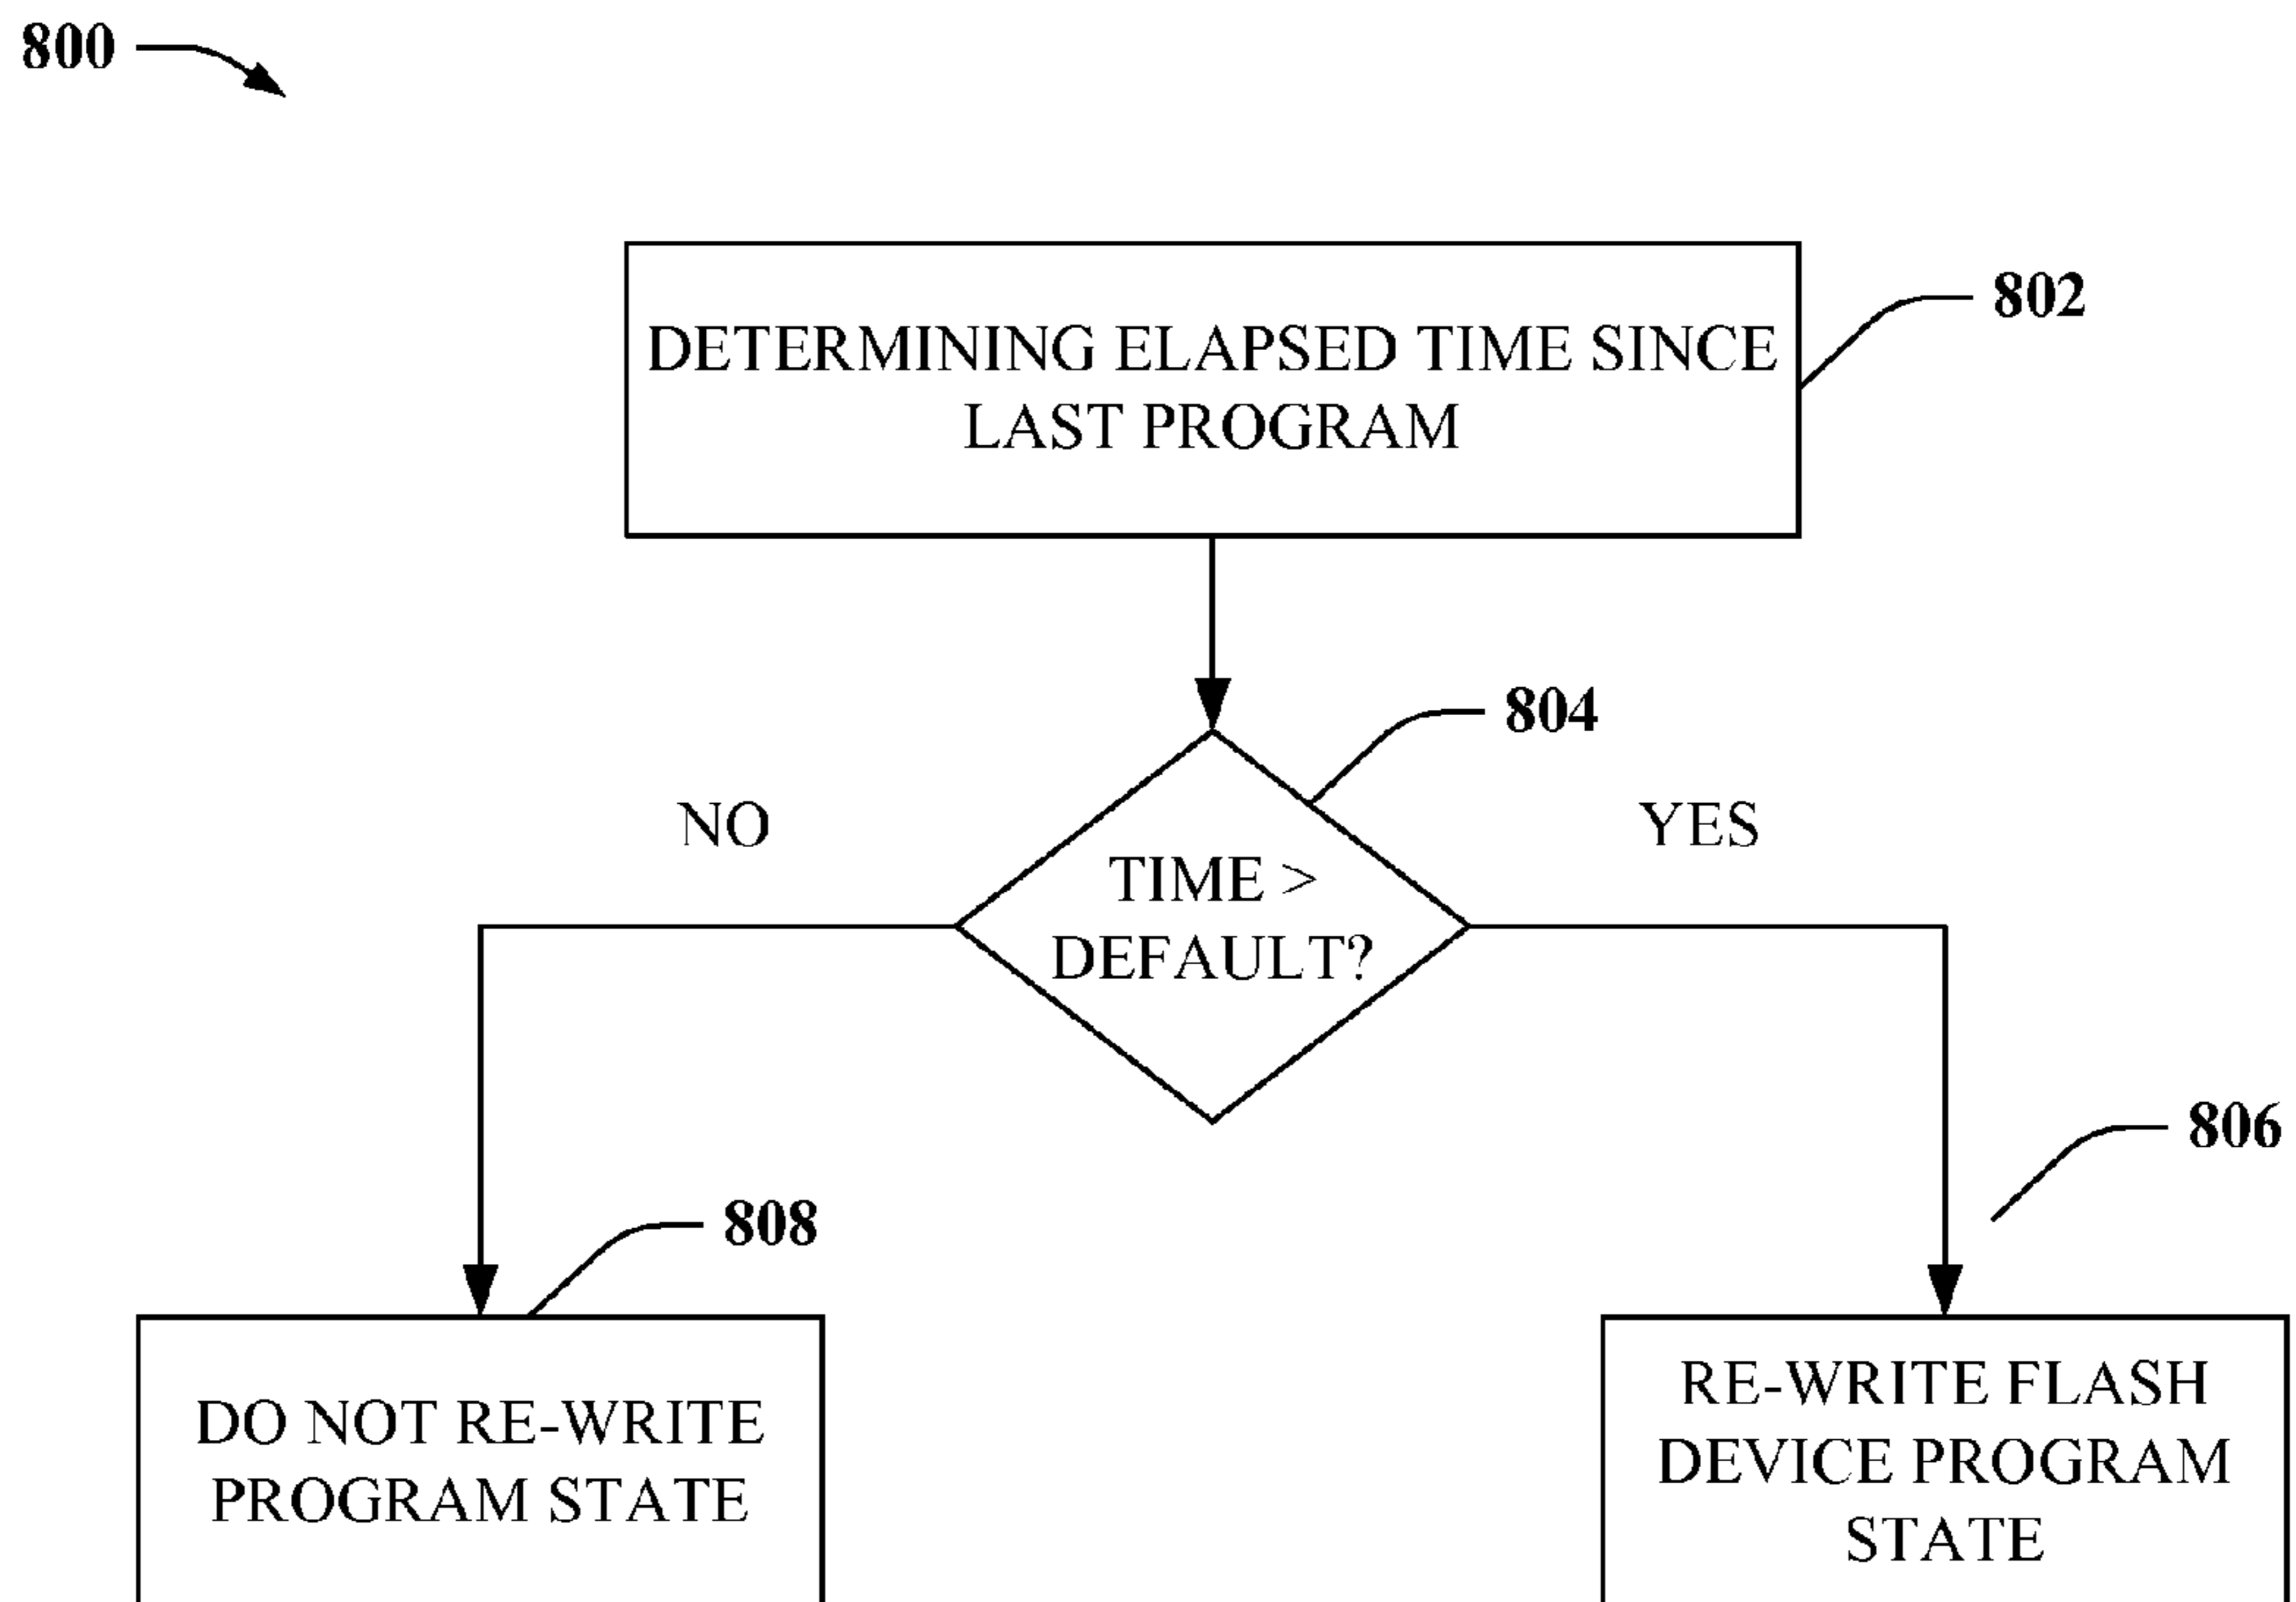 800
802
DETERMINING ELAPSED TIME SINCE
LAST PROGRAM
804
NO
YES
TIME >
DEFAULT?
806
808
DO NOT RE-WRITE
PROGRAM STATE
RE-WRITE FLASH
DEVICE PROGRAM
STATE